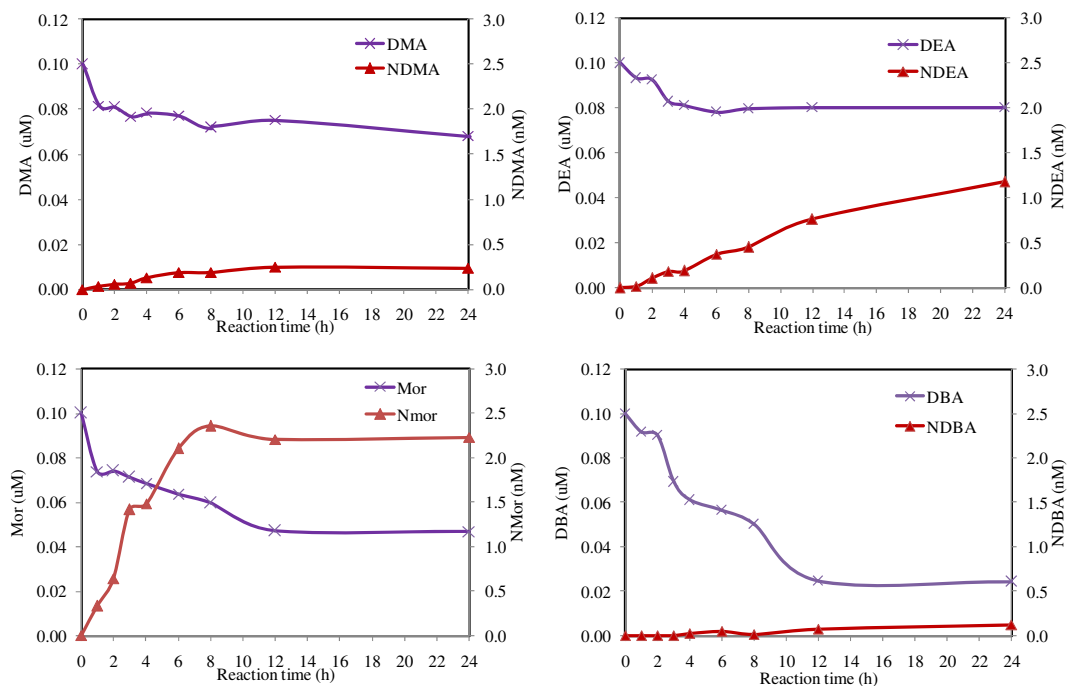 0.12
0.10
0.08
0.06
0.04
0.02
0.00
DMA (uM)
3.0
2.5
2.0
1.5
1.0
0.5
0.0
NDMA (nM)
DMA
NDMA
0 2 4 6 8 10 12 14 16 18 20 22 24
Reaction time (h)
0.12
0.10
0.08
0.06
0.04
0.02
0.00
DEA (uM)
3.0
2.5
2.0
1.5
1.0
0.5
0.0
NDEA (nM)
DEA
NDEA
0 2 4 6 8 10 12 14 16 18 20 22 24
Reaction time (h)
0.12
0.10
0.08
0.06
0.04
0.02
0.00
Mor (uM)
3.0
2.5
2.0
1.5
1.0
0.5
0.0
NMor (nM)
Mor
Nmor
0 2 4 6 8 10 12 14 16 18 20 22 24
Reaction time (h)
0.12
0.10
0.08
0.06
0.04
0.02
0.00
DBA (uM)
3.0
2.5
2.0
1.5
1.0
0.5
0.0
NDBA (nM)
DBA
NDBA
0 2 4 6 8 10 12 14 16 18 20 22 24
Reaction time (h)